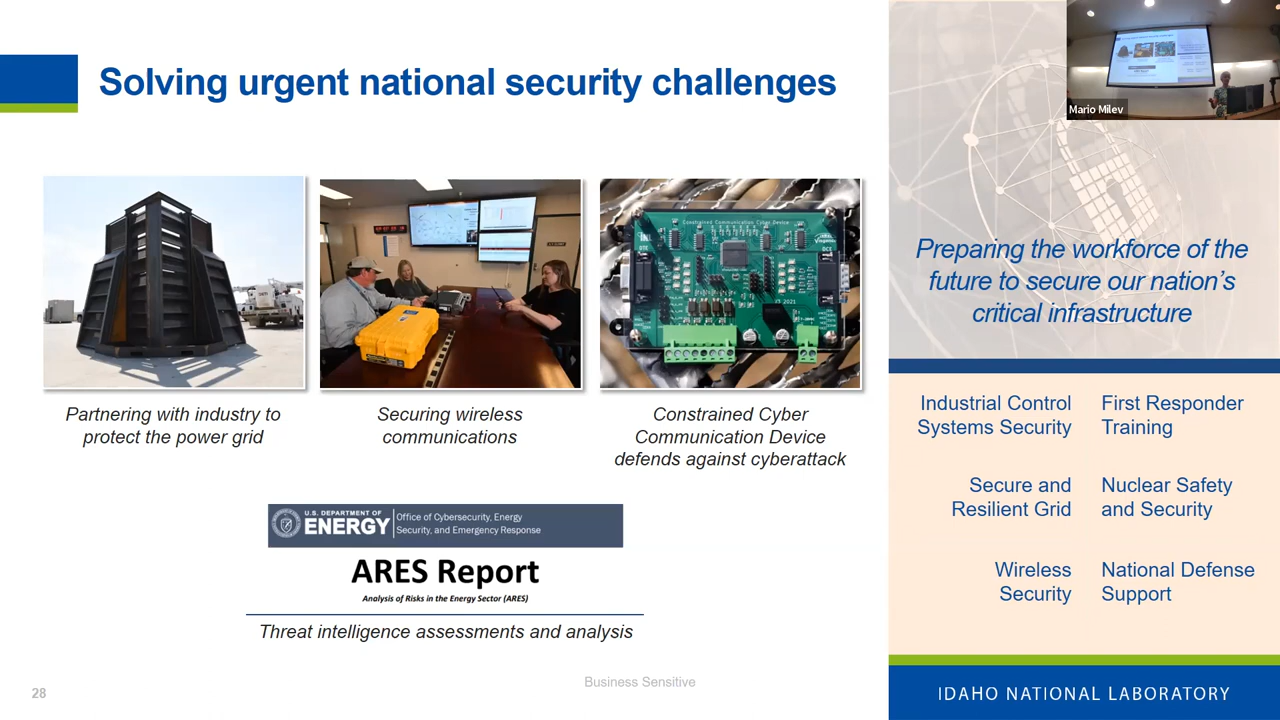 Solving urgent national security challenges
Mario Milev
Partnering with industry to
protect the power grid
Securing wireless
communications
Constrained Communication Cyber Device
Constrained Cyber
Communication Device
defends against cyberattack
U.S. DEPARTMENT OF
ENERGY
Office of Cybersecurity, Energy
Security, and Emergency Response
ARES Report
Analysis of Risks in the Energy Sector (ARES)
Threat intelligence assessments and analysis
Preparing the workforce of the
future to secure our nation's
critical infrastructure
Industrial Control
Systems Security
First Responder
Training
Secure and
Resilient Grid
Nuclear Safety
and Security
Wireless
Security
National Defense
Support
28
Business Sensitive
IDAHO NATIONAL LABORATORY